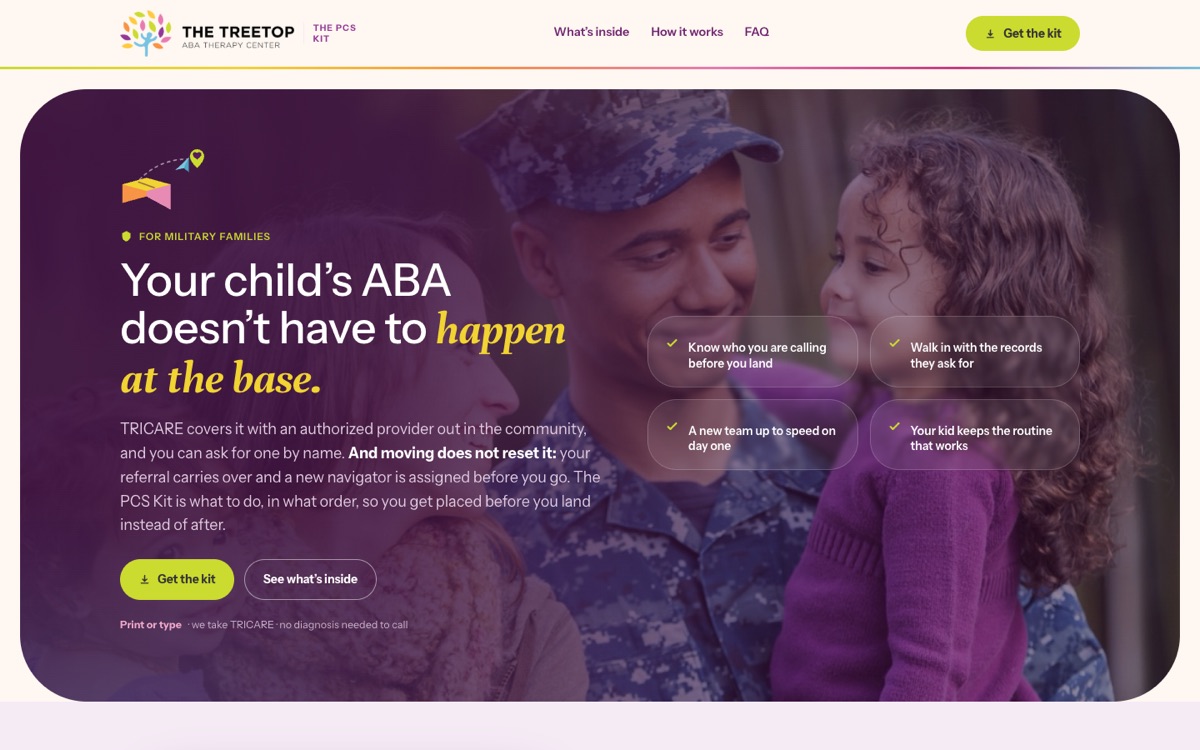 THE TREETOP
ABA THERAPY CENTER
THE PCS
KIT
What's inside
How it works
FAQ
Get the kit
FOR MILITARY FAMILIES
Your child’s ABA
doesn’t have to happen
at the base.
TRICARE covers it with an authorized provider out in the community,
and you can ask for one by name. And moving does not reset it: your
referral carries over and a new navigator is assigned before you go. The
PCS Kit is what to do, in what order, so you get placed before you land
instead of after.
Get the kit
See what’s inside
Print or type · we take TRICARE · no diagnosis needed to call
Know who you are calling
before you land
Walk in with the records
they ask for
A new team up to speed on
day one
Your kid keeps the routine
that works